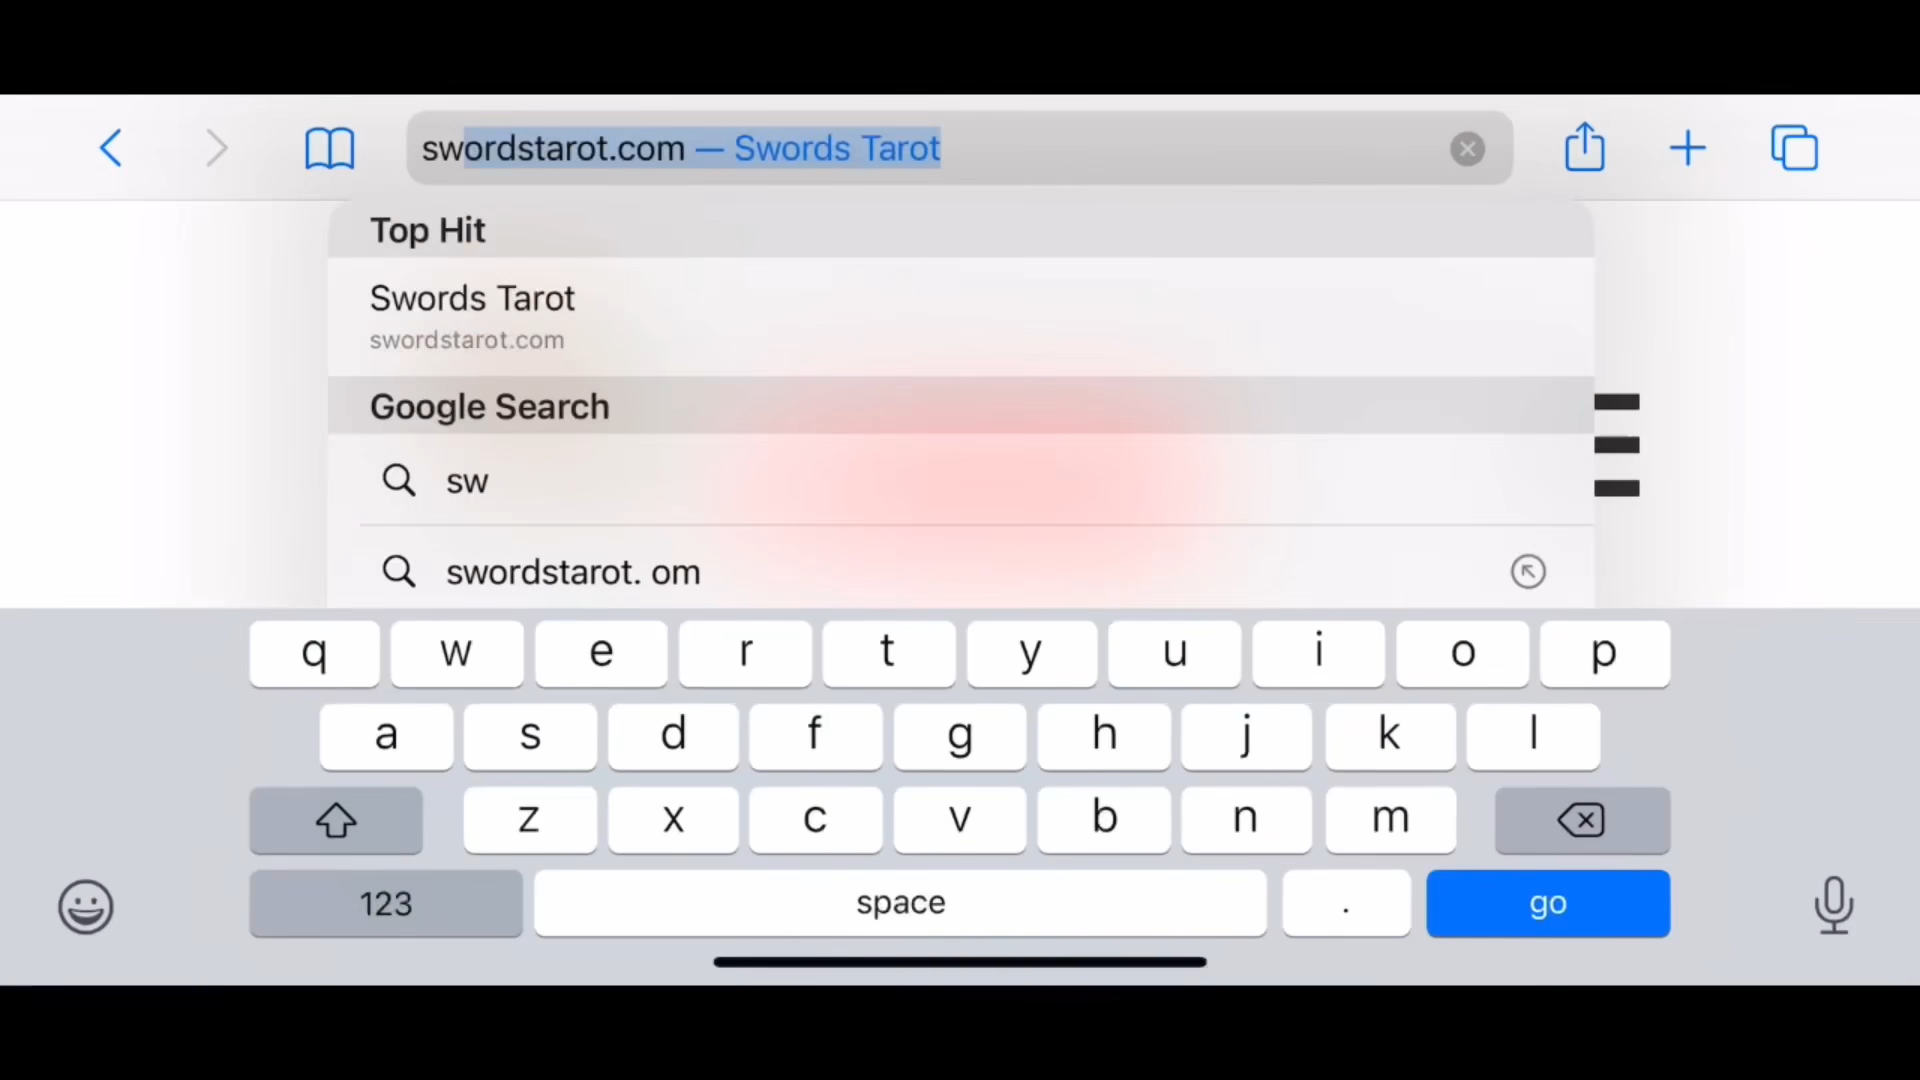 swordstarot.com — Swords Tarot
Top Hit
Swords Tarot
swordstarot.com
Google Search
sw
swordstarot. om
q w e r t y u i o p
a s d f g h j k l
z x c v b n m
123 space . go